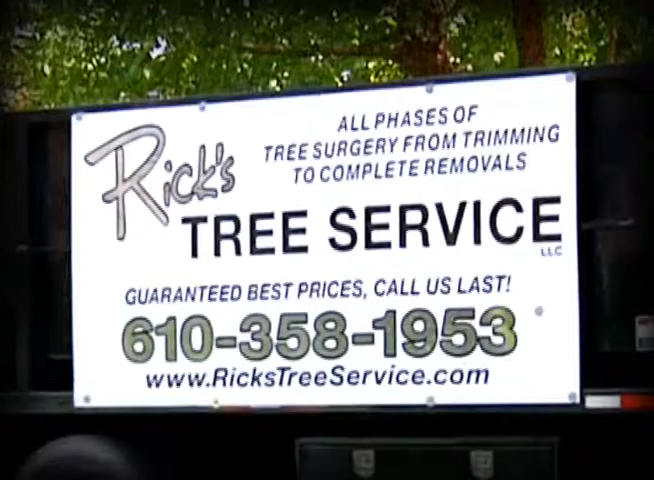 ALL PHASES OF
TREE SURGERY FROM TRIMMING
TO COMPLETE REMOVALS
Rick's
TREE SERVICE
LLC
GUARANTEED BEST PRICES, CALL US LAST!
610-358-1953
www.RicksTreeService.com